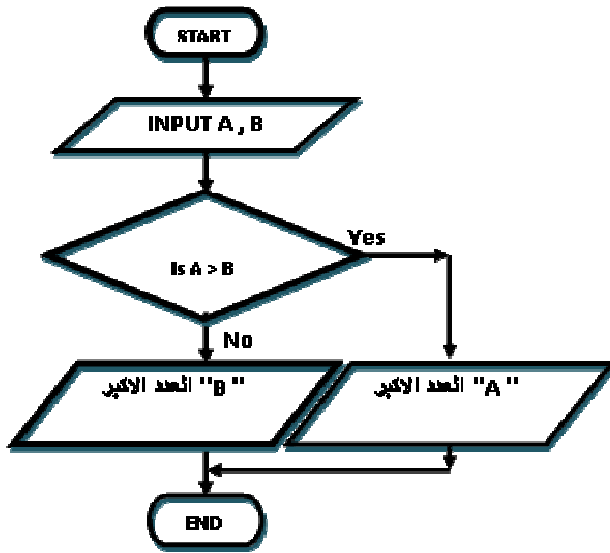 START
INPUT A , B
Is A > B
Yes
No
العدد الاكبر "B "
العدد الاكبر "A "
END